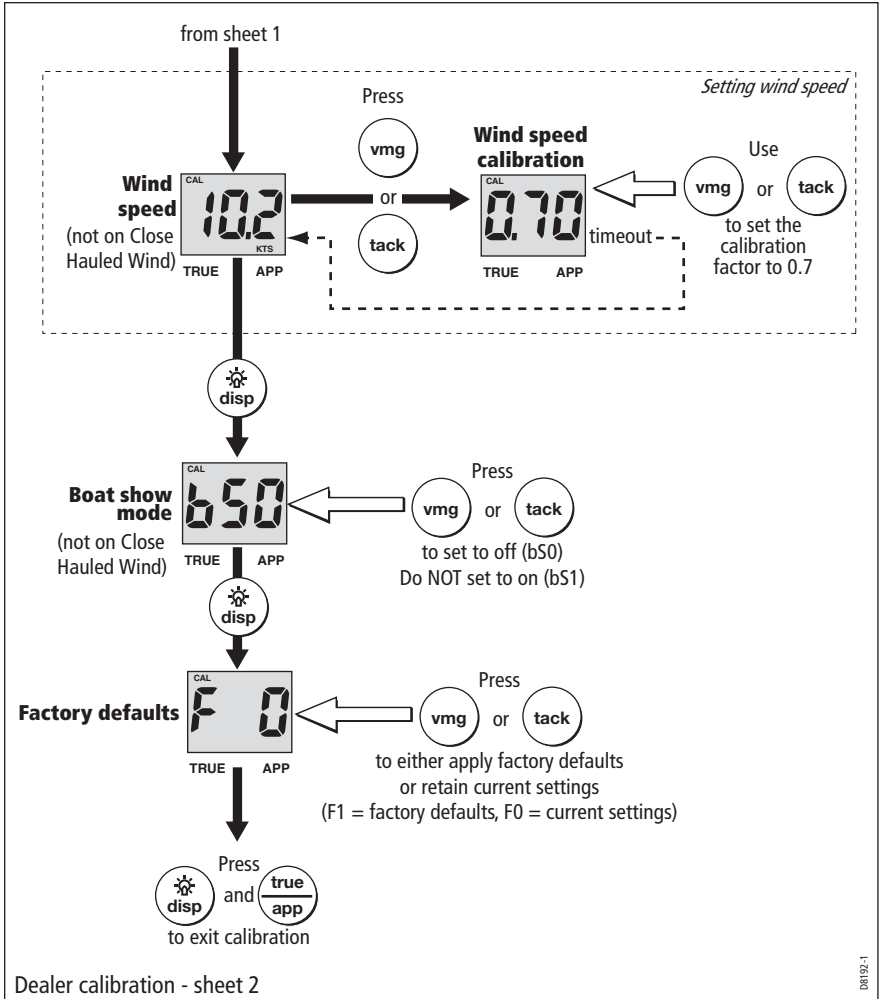 from sheet 1
Setting wind speed
Press
vmg
or
tack
Wind speed
calibration
CAL
0.70
TRUE APP
timeout
Use
vmg or tack
to set the
calibration
factor to 0.7
Wind
speed
(not on Close
Hauled Wind)
CAL
10.2
KTS
TRUE APP
disp
Boat show
mode
(not on Close
Hauled Wind)
CAL
bS0
TRUE APP
Press
vmg or tack
to set to off (bS0)
Do NOT set to on (bS1)
disp
Factory defaults
CAL
F 0
TRUE APP
Press
vmg or tack
to either apply factory defaults
or retain current settings
(F1 = factory defaults, F0 = current settings)
Press
disp and true
app
to exit calibration
Dealer calibration - sheet 2
D8192-1